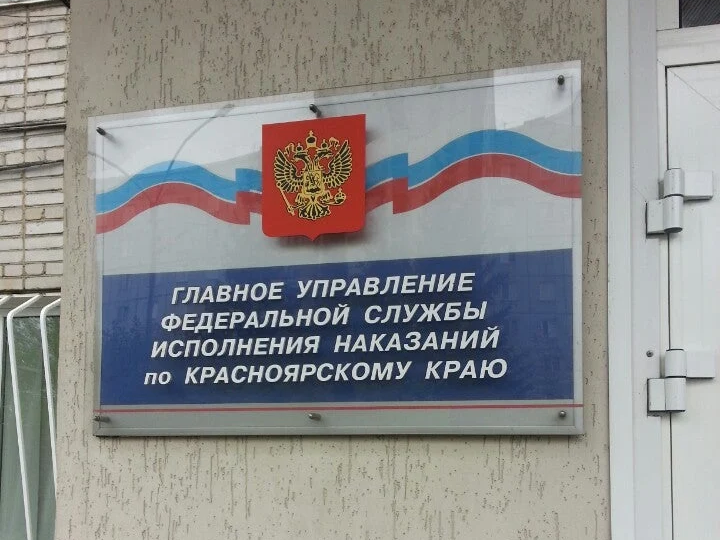 ГЛАВНОЕ УПРАВЛЕНИЕ
ФЕДЕРАЛЬНОЙ СЛУЖБЫ
ИСПОЛНЕНИЯ НАКАЗАНИЙ
по КРАСНОЯРСКОМУ КРАЮ